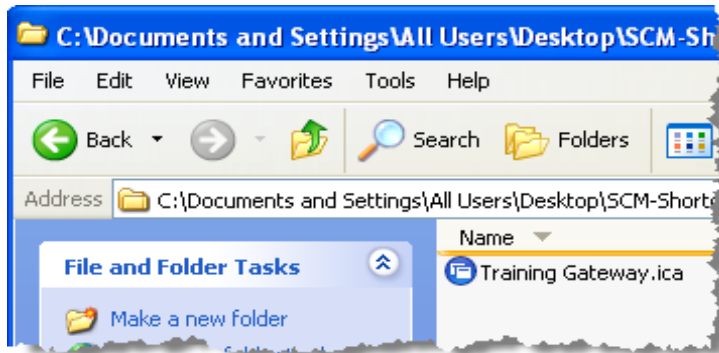 C:\Documents and Settings\All Users\Desktop\SCM-Sh
File Edit View Favorites Tools Help
Back Search Folders
Address C:\Documents and Settings\All Users\Desktop\SCM-Short
Name
File and Folder Tasks
Training Gateway.ica
Make a new folder